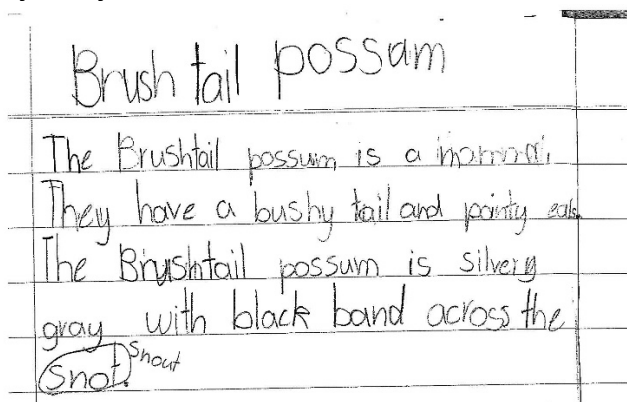 Brush tail possam
The Brushtail possum is a mammal.
They have a bushy tail and pointy ears.
The Brushtail possum is silvery
gray with black band across the
Snot. Snout